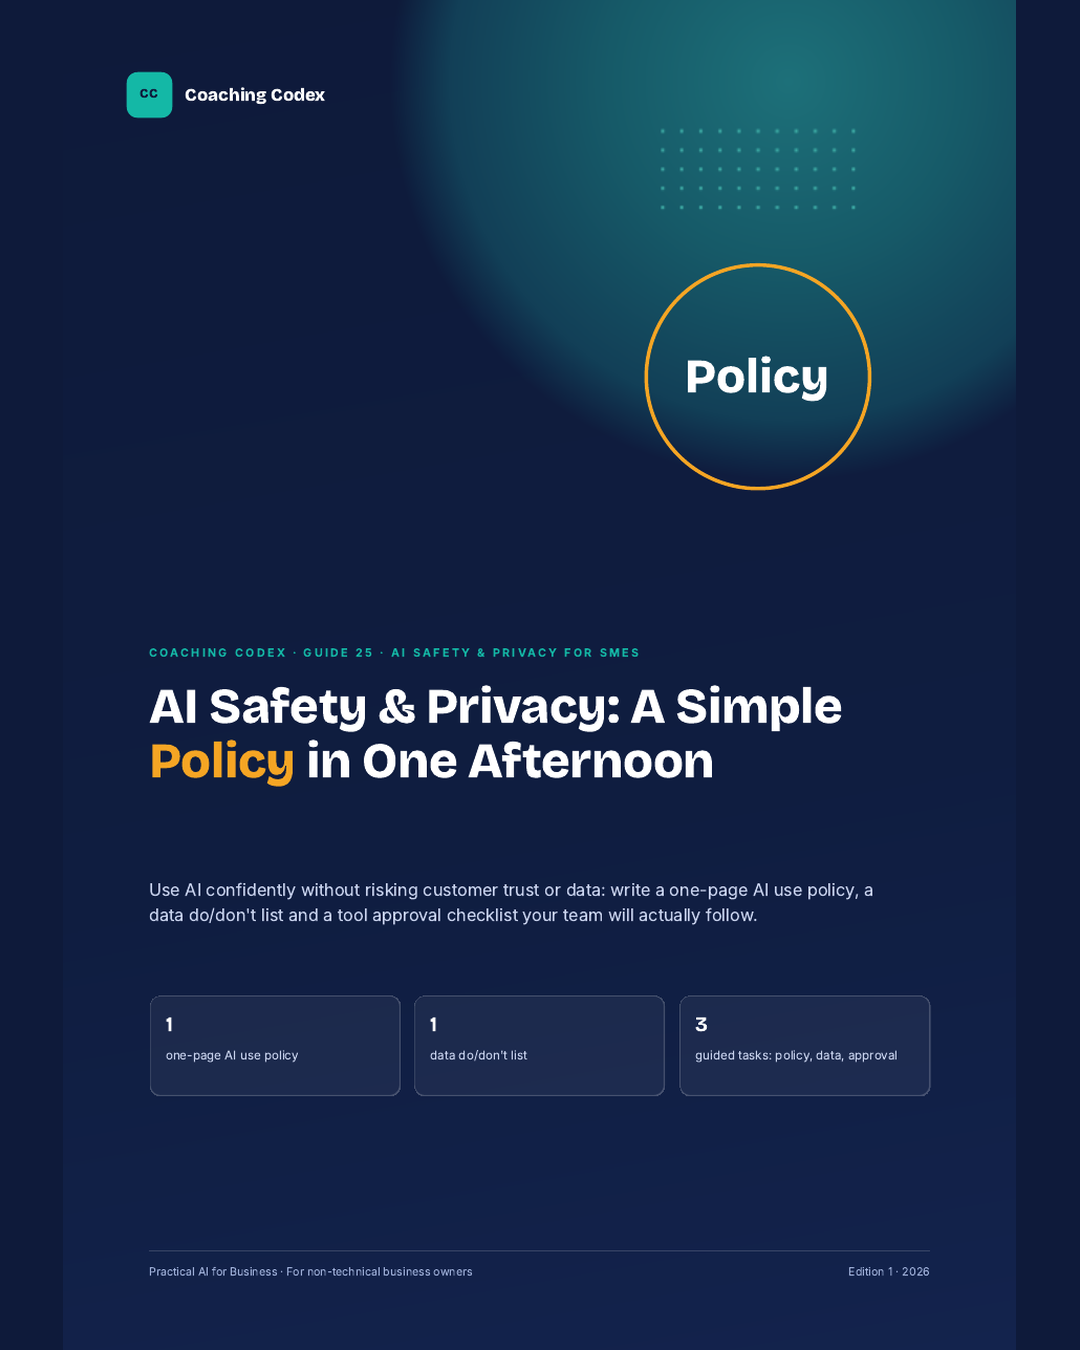 CC
Coaching Codex
Policy
COACHING CODEX · GUIDE 25 · AI SAFETY & PRIVACY FOR SMES
AI Safety & Privacy: A Simple
Policy in One Afternoon
Use AI confidently without risking customer trust or data: write a one-page AI use policy, a
data do/don't list and a tool approval checklist your team will actually follow.
1
one-page AI use policy
1
data do/don't list
3
guided tasks: policy, data, approval
Practical AI for Business · For non-technical business owners
Edition 1 · 2026